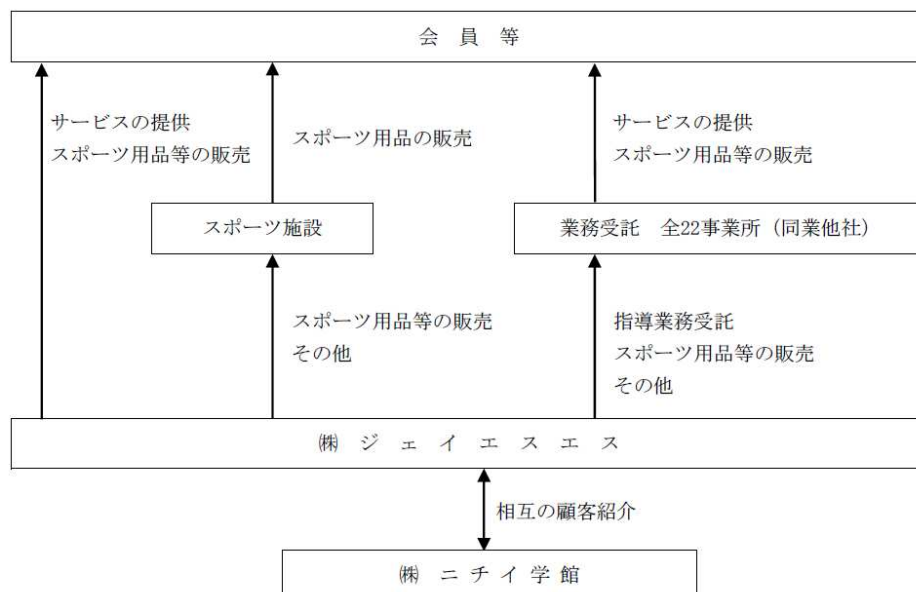 会 員 等
サービスの提供
スポーツ用品等の販売
スポーツ用品の販売
サービスの提供
スポーツ用品等の販売
スポーツ施設
業務受託 全22事業所（同業他社）
スポーツ用品等の販売
その他
指導業務受託
スポーツ用品等の販売
その他
㈱ ジ ェ イ エ ス エ ス
相互の顧客紹介
㈱ ニ チ イ 学 館